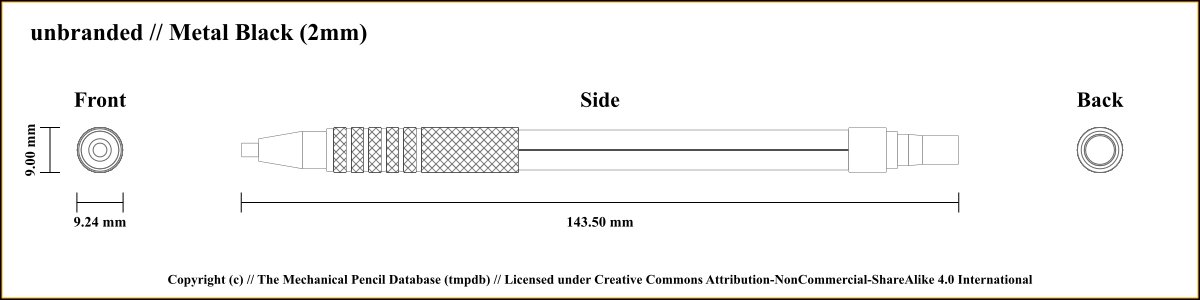 unbranded // Metal Black (2mm)
Front
Side
Back
9.00 mm
9.24 mm
143.50 mm
Copyright (c) // The Mechanical Pencil Database (tmpdb) // Licensed under Creative Commons Attribution-NonCommercial-ShareAlike 4.0 International